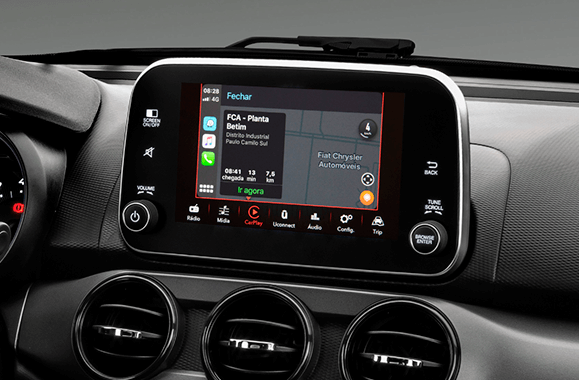 SCREEN
ON/OFF
VOLUME
08:28
4G
Fechar
FCA - Planta
Betim
Distrito Industrial
Paulo Camilo Sul
08:41 13 7,5
chegada min km
Ir agora
4
Fiat Chrysler
Automóveis
Rádio Mídia CarPlay Uconnect Áudio Config. Trip
BACK
TUNE
SCROLL
BROWSE
ENTER